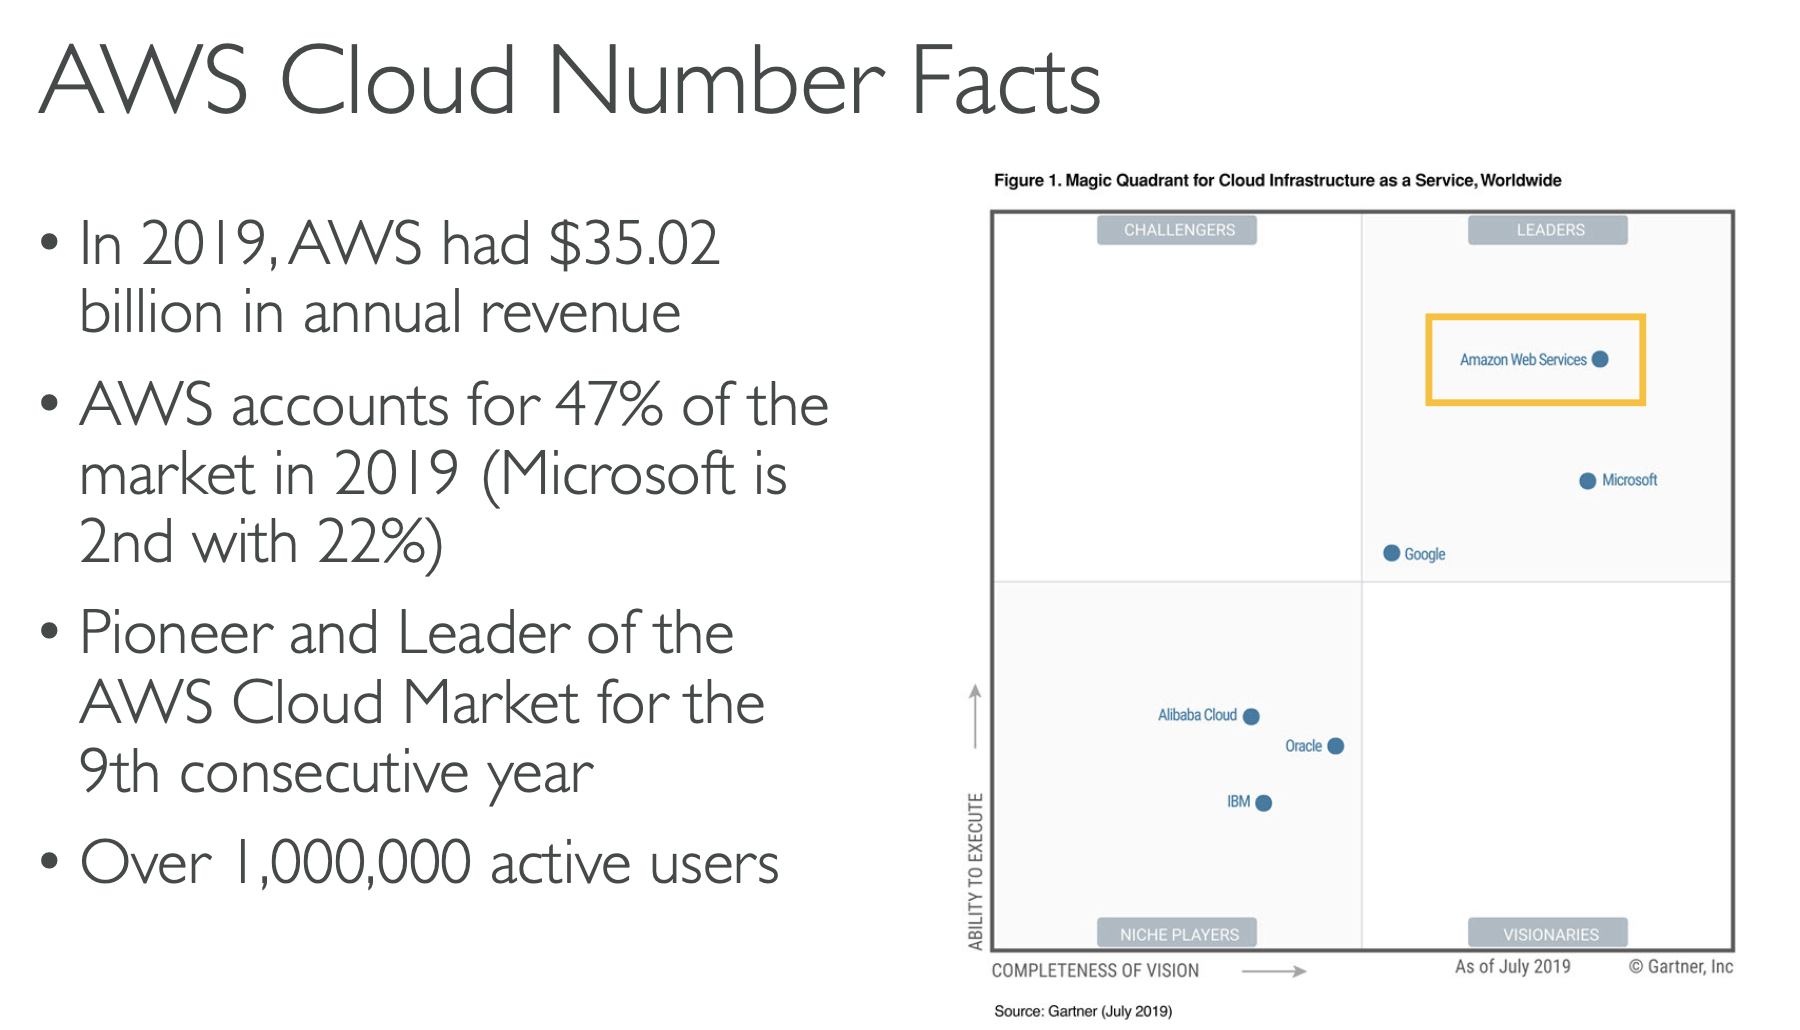 AWS Cloud Number Facts
• In 2019, AWS had $35.02
billion in annual revenue
• AWS accounts for 47% of the
market in 2019 (Microsoft is
2nd with 22%)
• Pioneer and Leader of the
AWS Cloud Market for the
9th consecutive year
• Over 1,000,000 active users
Figure 1. Magic Quadrant for Cloud Infrastructure as a Service, Worldwide
CHALLENGERS
LEADERS
Amazon Web Services
Microsoft
Google
Alibaba Cloud
Oracle
IBM
NICHE PLAYERS
VISIONARIES
ABILITY TO EXECUTE
COMPLETENESS OF VISION
As of July 2019
© Gartner, Inc
Source: Gartner (July 2019)